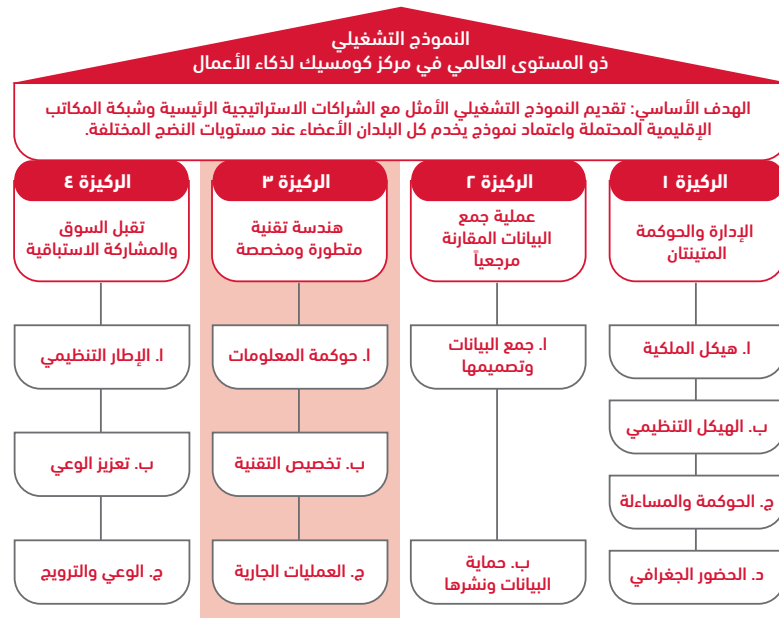 النموذج التشغيلي
ذو المستوى العالمي في مركز كومسيك لذكاء الأعمال
الهدف الأساسي: تقديم النموذج التشغيلي الأمثل مع الشراكات الاستراتيجية الرئيسية وشبكة المكاتب
الإقليمية المحتملة واعتماد نموذج يخدم كل البلدان الأعضاء عند مستويات النضج المختلفة.
الركيزة ١
الإدارة والحوكمة
المتينتان
ا. هيكل الملكية
ب. الهيكل التنظيمي
ج. الحوكمة والمساءلة
د. الحضور الجغرافي
الركيزة ٢
عملية جمع
البيانات المقارنة
مرجعياً
ا. جمع البيانات
وتصميمها
ب. حماية
البيانات ونشرها
الركيزة ٣
هندسة تقنية
متطورة ومخصصة
ا. حوكمة المعلومات
ب. تخصيص التقنية
ج. العمليات الجارية
الركيزة ٤
تقبل السوق
والمشاركة الاستباقية
ا. الإطار التنظيمي
ب. تعزيز الوعي
ج. الوعي والترويج